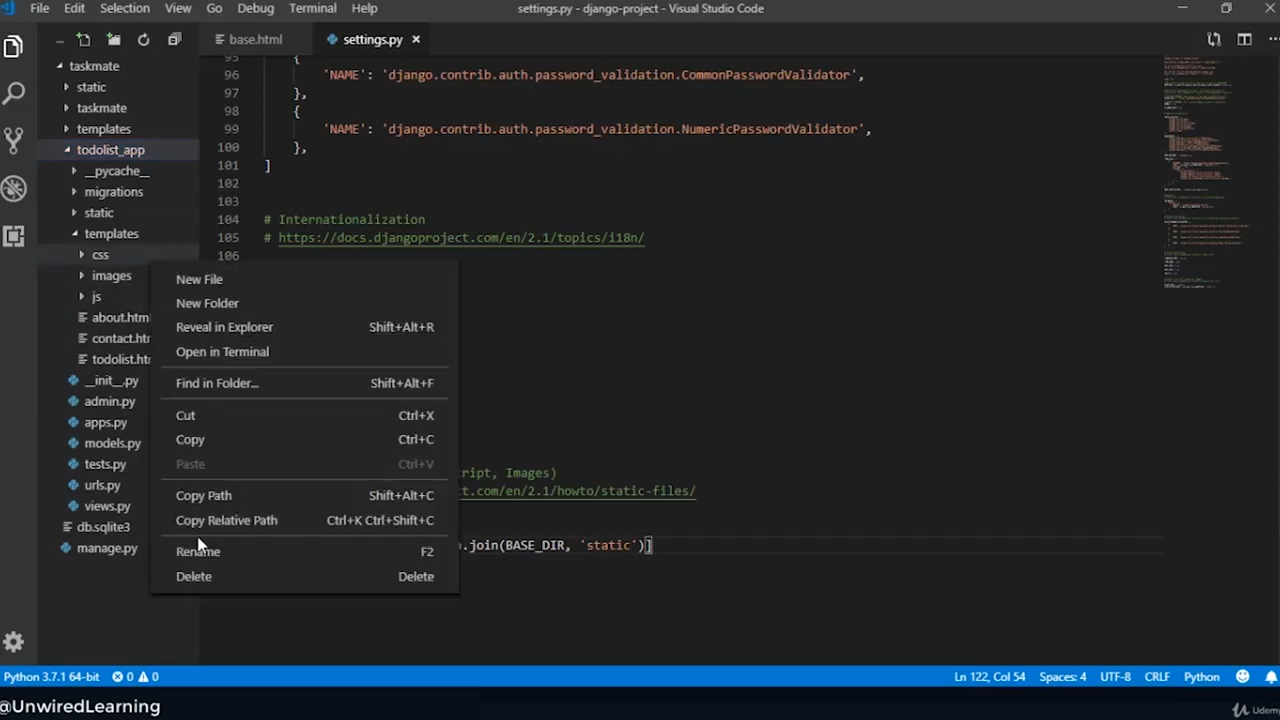 File Edit Selection View Go Debug Terminal Help settings.py - django-project - Visual Studio Code
base.html settings.py
taskmate
static
taskmate
templates
todolist_app
__pycache__
migrations
static
templates
css
images
js
about.html
contact.htm
todolist.htm
__init__.py
admin.py
apps.py
models.py
tests.py
urls.py
views.py
db.sqlite3
manage.py
95 {
96 'NAME': 'django.contrib.auth.password_validation.CommonPasswordValidator',
97 },
98 {
99 'NAME': 'django.contrib.auth.password_validation.NumericPasswordValidator',
100 },
101 ]
102
103
104 # Internationalization
105 # https://docs.djangoproject.com/en/2.1/topics/i18n/
106
New File
New Folder
Reveal in Explorer Shift+Alt+R
Open in Terminal
Find in Folder... Shift+Alt+F
Cut Ctrl+X
Copy Ctrl+C
Paste Ctrl+V
Copy Path Shift+Alt+C
Copy Relative Path Ctrl+K Ctrl+Shift+C
Rename F2
Delete Delete
ript, Images)
ct.com/en/2.1/howto/static-files/
.join(BASE_DIR, 'static')]
Python 3.7.1 64-bit 0 0 Ln 122, Col 54 Spaces: 4 UTF-8 CRLF Python
@UnwiredLearning
Udemy